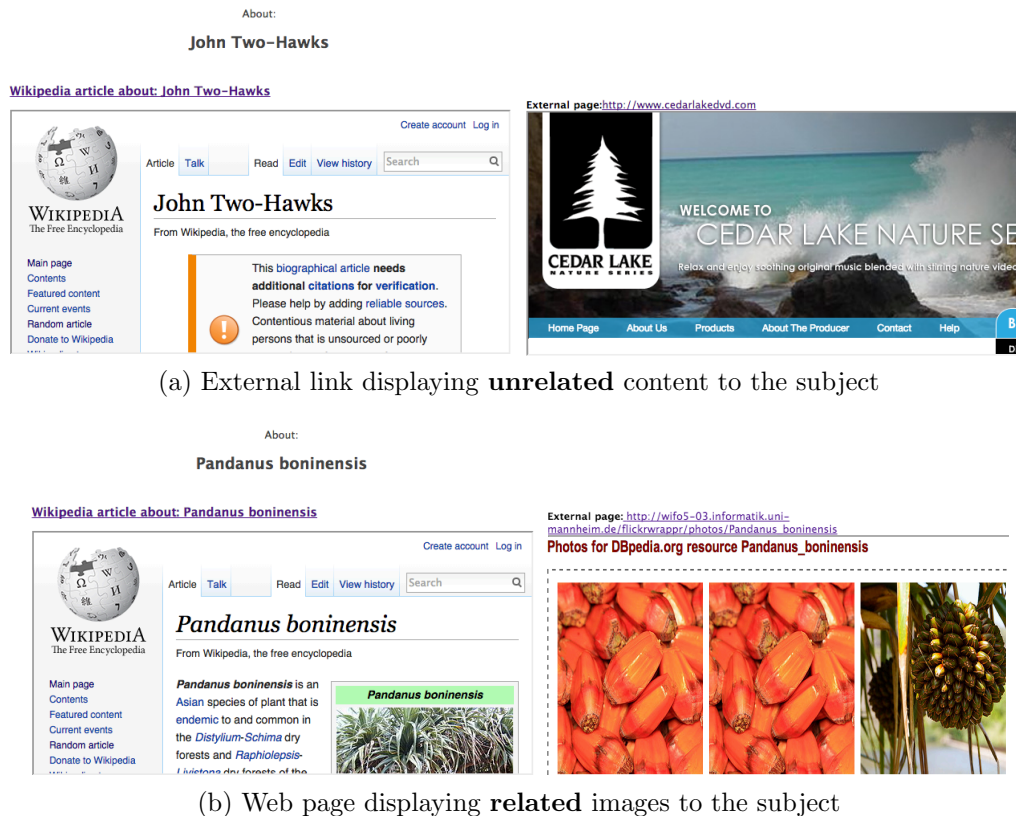 About:
John Two-Hawks
Wikipedia article about: John Two-Hawks
Create account Log in
Article Talk Read Edit View history Search
WIKIPEDIA
The Free Encyclopedia
John Two-Hawks
From Wikipedia, the free encyclopedia
Main page
Contents
Featured content
Current events
Random article
Donate to Wikipedia
This biographical article needs
additional citations for verification.
Please help by adding reliable sources.
Contentious material about living
persons that is unsourced or poorly
External page:http://www.cedarlakedvd.com
CEDAR LAKE
NATURE SERIES
WELCOME TO
CEDAR LAKE NATURE SE
Relax and enjoy soothing original music blended with stirring nature video
Home Page About Us Products About The Producer Contact Help B
D
(a) External link displaying unrelated content to the subject
About:
Pandanus boninensis
Wikipedia article about: Pandanus boninensis
Create account Log in
Article Talk Read Edit View history Search
WIKIPEDIA
The Free Encyclopedia
Pandanus boninensis
From Wikipedia, the free encyclopedia
Main page
Contents
Featured content
Current events
Random article
Donate to Wikipedia
Pandanus boninensis is an
Asian species of plant that is
endemic to and common in
the Distylium-Schima dry
forests and Raphiolepsis-
Livistona dry forests of the
Pandanus boninensis
External page: http://wifo5-03.informatik.uni-
mannheim.de/flickrwrappr/photos/Pandanus_boninensis
Photos for DBpedia.org resource Pandanus_boninensis
(b) Web page displaying related images to the subject